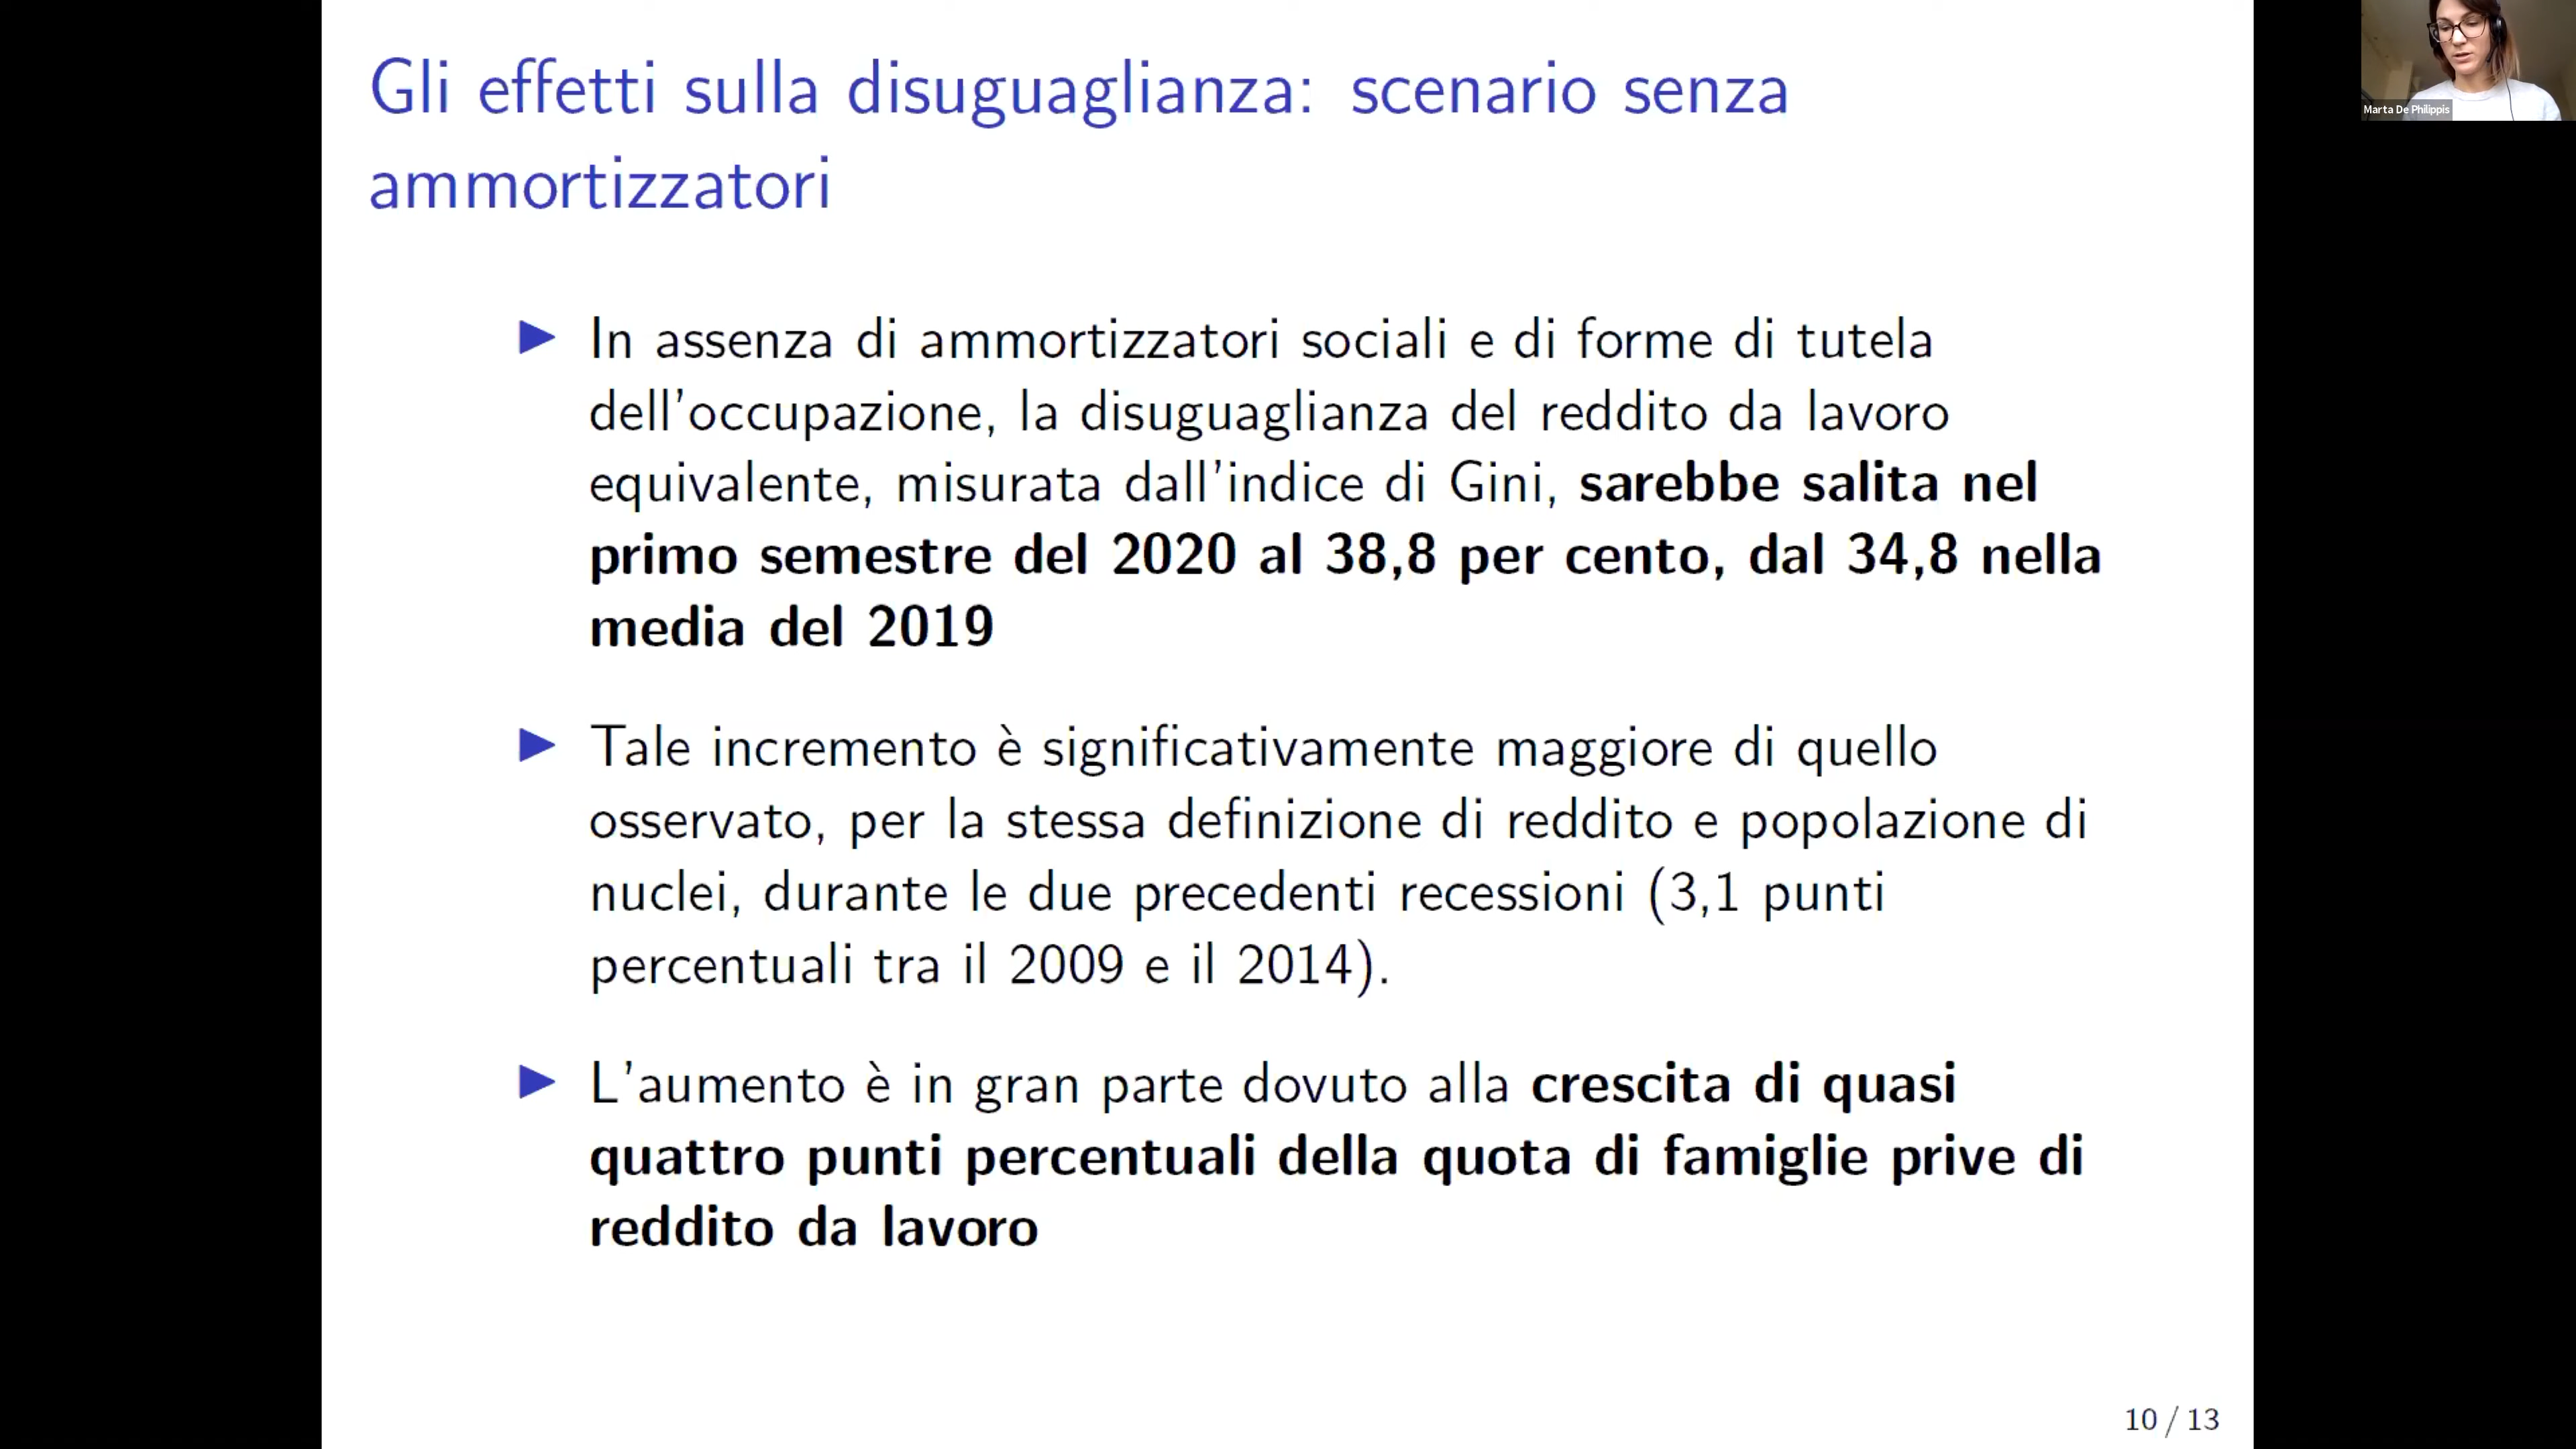 Gli effetti sulla disuguaglianza: scenario senza
ammortizzatori
In assenza di ammortizzatori sociali e di forme di tutela
dell'occupazione, la disuguaglianza del reddito da lavoro
equivalente, misurata dall'indice di Gini, sarebbe salita nel
primo semestre del 2020 al 38,8 per cento, dal 34,8 nella
media del 2019
Tale incremento è significativamente maggiore di quello
osservato, per la stessa definizione di reddito e popolazione di
nuclei, durante le due precedenti recessioni (3,1 punti
percentuali tra il 2009 e il 2014).
L'aumento è in gran parte dovuto alla crescita di quasi
quattro punti percentuali della quota di famiglie prive di
reddito da lavoro
10 / 13
Marta De Philippis